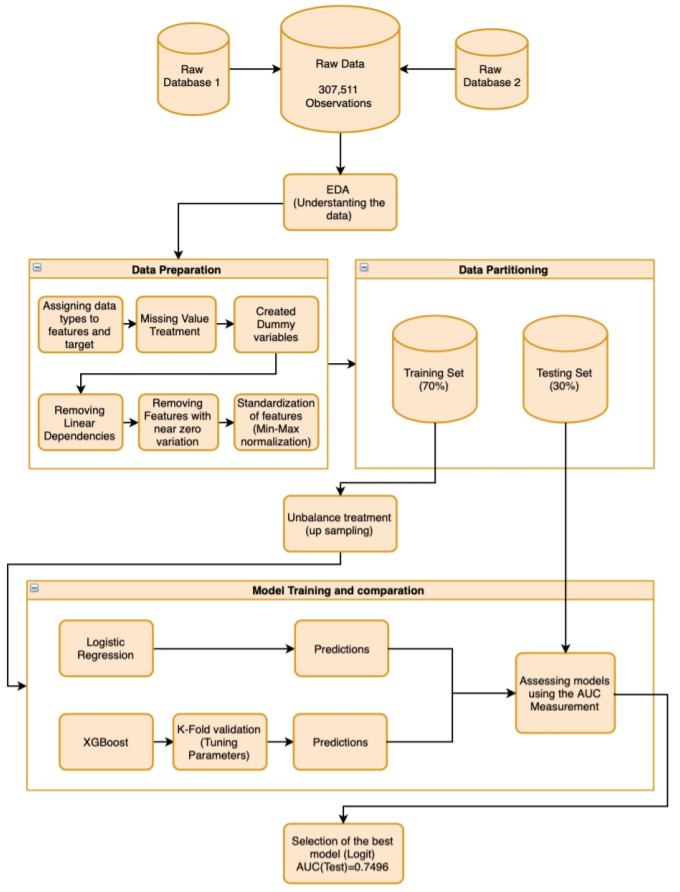 Raw
Database 1
Raw Data
307,511
Observations
Raw
Database 2
EDA
(Understanting the
data)
Data Preparation
Assigning data
types to
features and
target
Missing Value
Treatment
Created
Dummy
variables
Removing
Linear
Dependencies
Removing
Features with
near zero
variation
Standardization
of features
(Min-Max
normalization)
Data Partitioning
Training Set
(70%)
Testing Set
(30%)
Unbalance treatment
(up sampling)
Model Training and comparation
Logistic
Regression
Predictions
XGBoost
K-Fold validation
(Tuning
Parameters)
Predictions
Assessing models
using the AUC
Measurement
Selection of the best
model (Logit)
AUC(Test)=0.7496